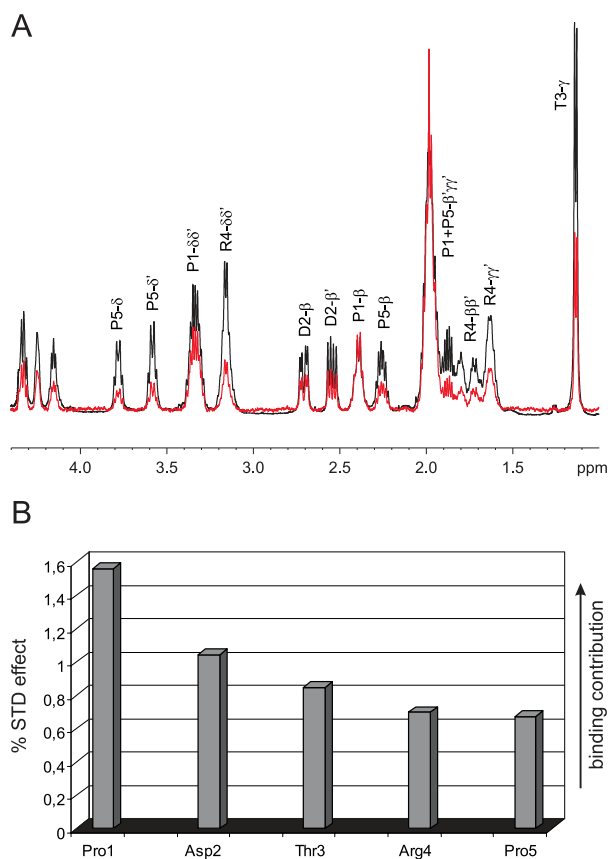 A
P5-δ
P5-δ'
P1-δδ'
R4-δδ'
D2-β
D2-β'
P1-β
P5-β
P1+P5-β'γγ'
R4-ββ'
R4-γγ'
T3-γ
4.0 3.5 3.0 2.5 2.0 1.5 ppm
B
% STD effect
1,6
1,4
1,2
1
0,8
0,6
0,4
0,2
0
Pro1 Asp2 Thr3 Arg4 Pro5
binding contribution